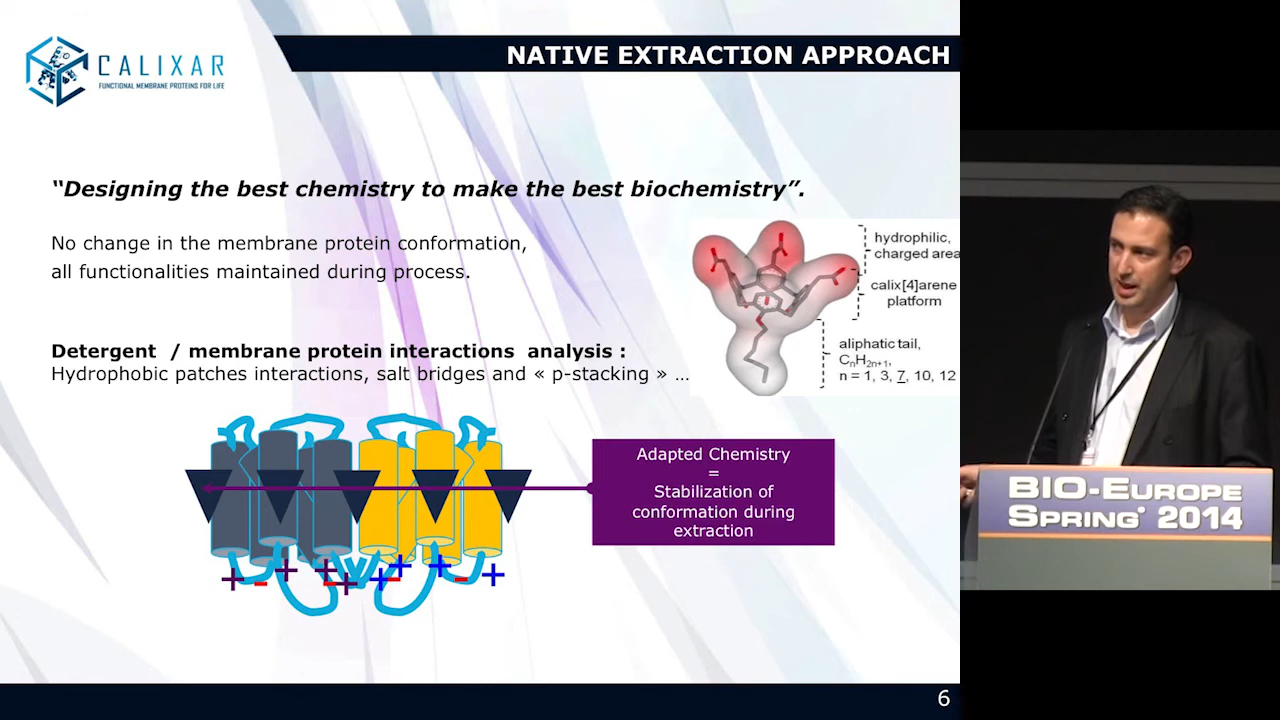 CALIXAR
FUNCTIONAL MEMBRANE PROTEINS FOR LIFE
NATIVE EXTRACTION APPROACH
“Designing the best chemistry to make the best biochemistry”.
No change in the membrane protein conformation,
all functionalities maintained during process.
hydrophilic,
charged area
calix[4]arene
platform
aliphatic tail,
CnH2n+1,
n = 1, 3, 7, 10, 12
Detergent / membrane protein interactions analysis :
Hydrophobic patches interactions, salt bridges and « p-stacking » ...
Adapted Chemistry
=
Stabilization of
conformation during
extraction
+ - + + + - + + - +
6
BIO-EUROPE
SPRING® 2014